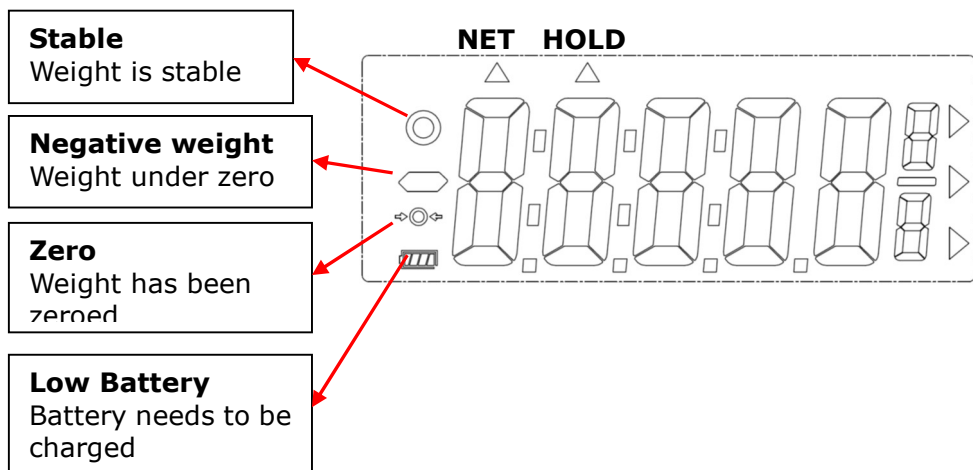 Stable
Weight is stable
NET HOLD
Negative weight
Weight under zero
Zero
Weight has been
zeroed
Low Battery
Battery needs to be
charged